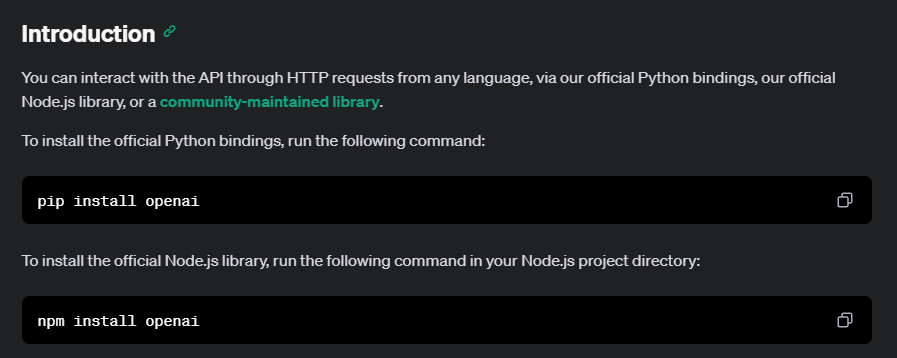 Introduction
You can interact with the API through HTTP requests from any language, via our official Python bindings, our official
Node.js library, or a community-maintained library.
To install the official Python bindings, run the following command:
pip install openai
To install the official Node.js library, run the following command in your Node.js project directory:
npm install openai